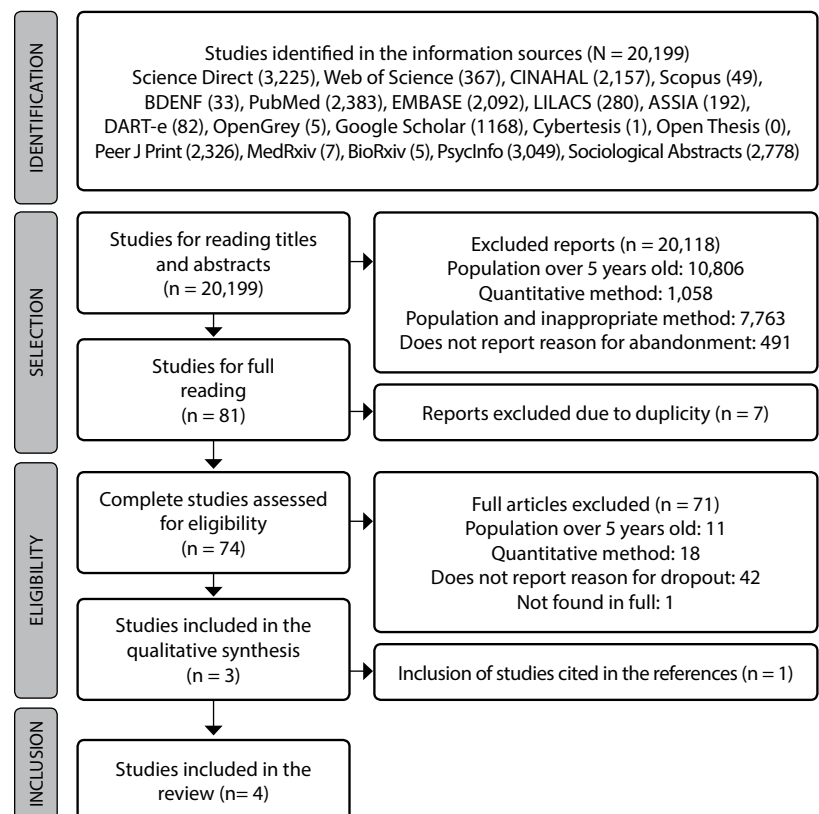 IDENTIFICATION
Studies identified in the information sources (N = 20,199)
Science Direct (3,225), Web of Science (367), CINAHAL (2,157), Scopus (49),
BDENF (33), PubMed (2,383), EMBASE (2,092), LILACS (280), ASSIA (192),
DART-e (82), OpenGrey (5), Google Scholar (1168), Cybertesis (1), Open Thesis (0),
Peer J Print (2,326), MedRxiv (7), BioRxiv (5), PsycInfo (3,049), Sociological Abstracts (2,778)
SELECTION
Studies for reading titles
and abstracts
(n = 20,199)
Excluded reports (n = 20,118)
Population over 5 years old: 10,806
Quantitative method: 1,058
Population and inappropriate method: 7,763
Does not report reason for abandonment: 491
Studies for full
reading
(n = 81)
Reports excluded due to duplicity (n = 7)
ELIGIBILITY
Complete studies assessed
for eligibility
(n = 74)
Full articles excluded (n = 71)
Population over 5 years old: 11
Quantitative method: 18
Does not report reason for dropout: 42
Not found in full: 1
Studies included in the
qualitative synthesis
(n = 3)
Inclusion of studies cited in the references (n = 1)
INCLUSION
Studies included in the
review (n= 4)